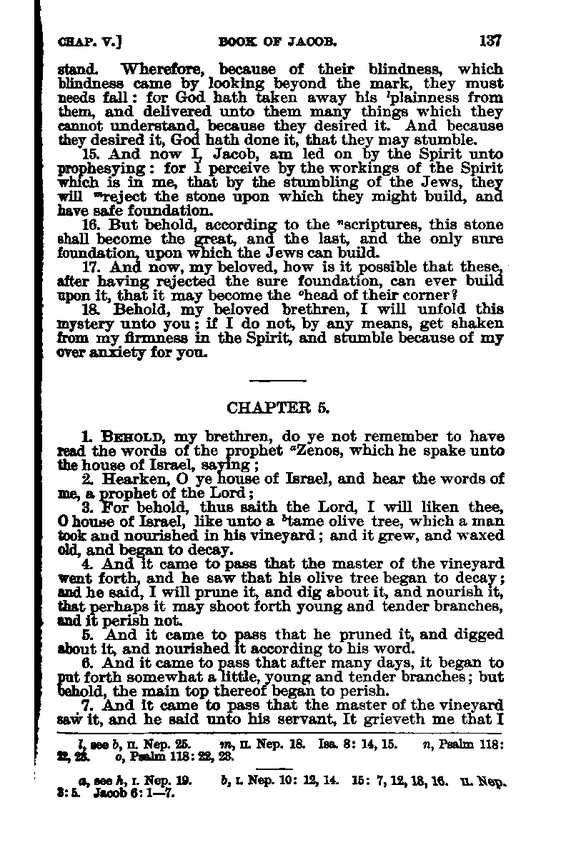 CHAP. V.] BOOK OF JACOB. 137
stand. Wherefore, because of their blindness, which
blindness came by looking beyond the mark, they must
needs fall: for God hath taken away his ˡplainness from
them, and delivered unto them many things which they
cannot understand, because they desired it. And because
they desired it, God hath done it, that they may stumble.
15. And now I, Jacob, am led on by the Spirit unto
prophesying: for I perceive by the workings of the Spirit
which is in me, that by the stumbling of the Jews, they
will ᵐreject the stone upon which they might build, and
have safe foundation.
16. But behold, according to the ⁿscriptures, this stone
shall become the great, and the last, and the only sure
foundation, upon which the Jews can build.
17. And now, my beloved, how is it possible that these,
after having rejected the sure foundation, can ever build
upon it, that it may become the ᵒhead of their corner?
18. Behold, my beloved brethren, I will unfold this
mystery unto you; if I do not, by any means, get shaken
from my firmness in the Spirit, and stumble because of my
over anxiety for you.
CHAPTER 5.
1. BEHOLD, my brethren, do ye not remember to have
read the words of the prophet ᵃZenos, which he spake unto
the house of Israel, saying;
2. Hearken, O ye house of Israel, and hear the words of
me, a prophet of the Lord;
3. For behold, thus saith the Lord, I will liken thee,
O house of Israel, like unto a ᵇtame olive tree, which a man
took and nourished in his vineyard; and it grew, and waxed
old, and began to decay.
4. And it came to pass that the master of the vineyard
went forth, and he saw that his olive tree began to decay;
and he said, I will prune it, and dig about it, and nourish it,
that perhaps it may shoot forth young and tender branches,
and it perish not.
5. And it came to pass that he pruned it, and digged
about it, and nourished it according to his word.
6. And it came to pass that after many days, it began to
put forth somewhat a little, young and tender branches; but
behold, the main top thereof began to perish.
7. And it came to pass that the master of the vineyard
saw it, and he said unto his servant, It grieveth me that I
l, see b, II. Nep. 25. m, II. Nep. 18. Isa. 8: 14, 15. n, Psalm 118:
22, 23. o, Psalm 118: 22, 23.
a, see h, I. Nep. 19. b, I. Nep. 10: 12, 14. 15: 7, 12, 13, 16. II. Nep.
3: 5. Jacob 6: 1—7.